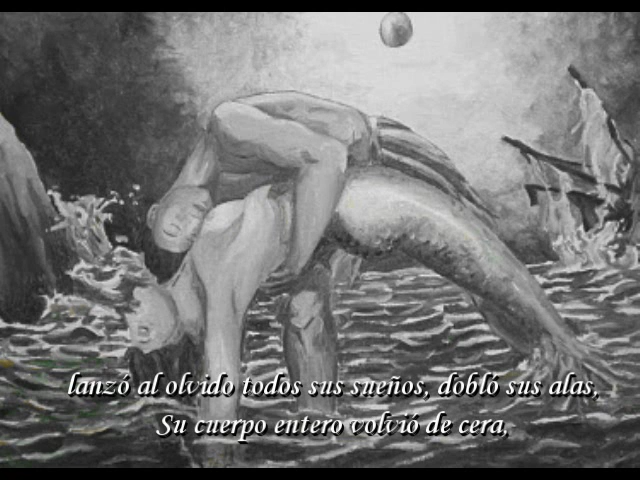 lanzó al olvido todos sus sueños, dobló sus alas,
Su cuerpo entero volvió de cera,